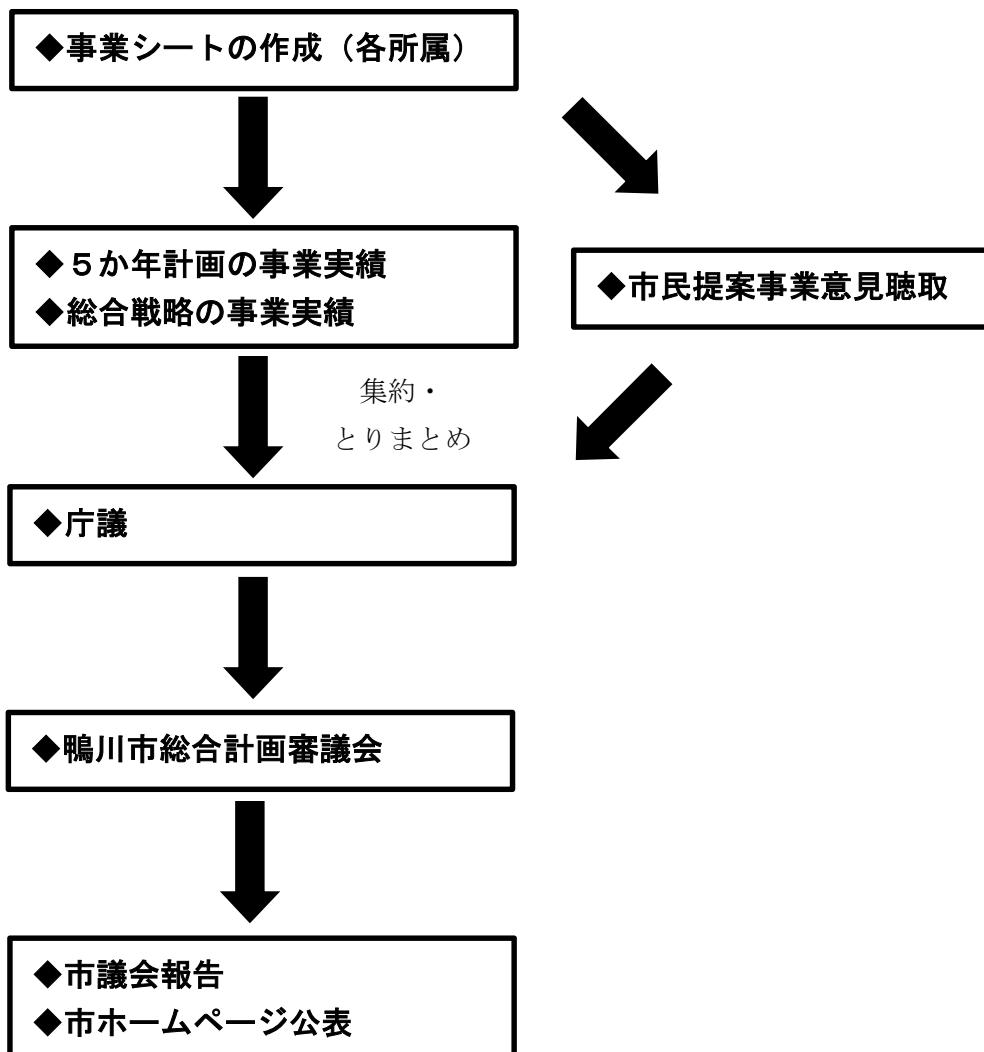 ◆事業シートの作成（各所属）
◆５か年計画の事業実績
◆総合戦略の事業実績
◆市民提案事業意見聴取
集約・
とりまとめ
◆庁議
◆鴨川市総合計画審議会
◆市議会報告
◆市ホームページ公表